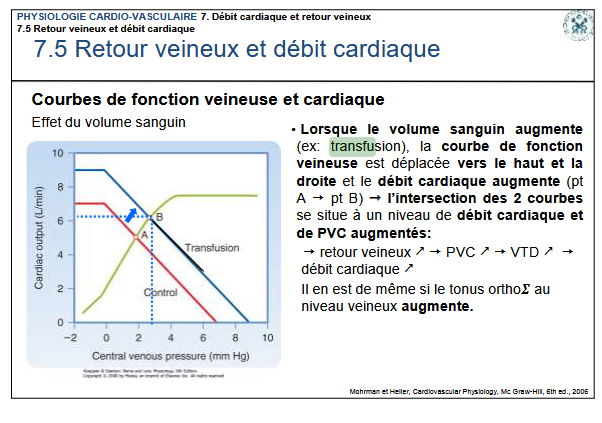 PHYSIOLOGIE CARDIO-VASCULAIRE 7. Débit cardiaque et retour veineux
7.5 Retour veineux et débit cardiaque
7.5 Retour veineux et débit cardiaque
Courbes de fonction veineuse et cardiaque
Effet du volume sanguin
10
8
6
4
2
0
−2
0
2
4
6
8
10
Cardiac output (L/min)
Central venous pressure (mm Hg)
A
B
Transfusion
Control
Koeppen & Stanton: Berne and Levy Physiology, 6th Edition.
Copyright © 2008 by Mosby, an imprint of Elsevier, Inc. All rights reserved
• Lorsque le volume sanguin augmente
(ex: transfusion), la courbe de fonction
veineuse est déplacée vers le haut et la
droite et le débit cardiaque augmente (pt
A → pt B) → l'intersection des 2 courbes
se situe à un niveau de débit cardiaque et
de PVC augmentés:
→ retour veineux ↗ → PVC ↗ → VTD ↗ →
débit cardiaque ↗
Il en est de même si le tonus orthoΣ au
niveau veineux augmente.
Mohrman et Heller, Cardiovascular Physiology, Mc Graw-Hill, 6th ed., 2006